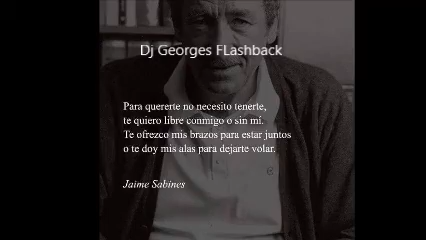 Dj Georges FLashback
Para quererte no necesito tenerte,
te quiero libre conmigo o sin mí.
Te ofrezco mis brazos para estar juntos
o te doy mis alas para dejarte volar.
Jaime Sabines